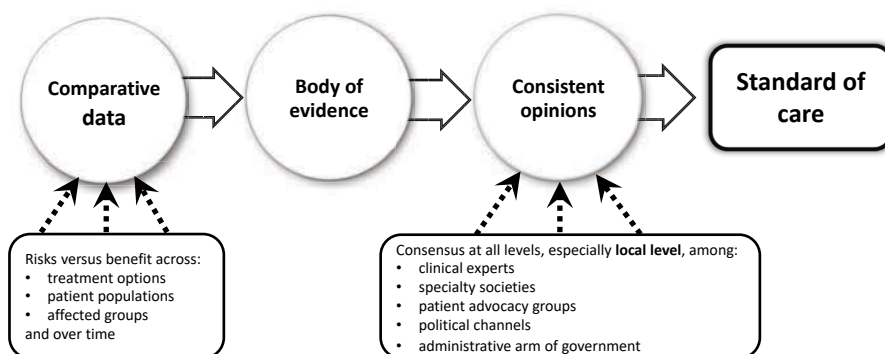 Comparative
data
Body of
evidence
Consistent
opinions
Standard of
care
Risks versus benefit across:
• treatment options
• patient populations
• affected groups
and over time
Consensus at all levels, especially local level, among:
• clinical experts
• specialty societies
• patient advocacy groups
• political channels
• administrative arm of government